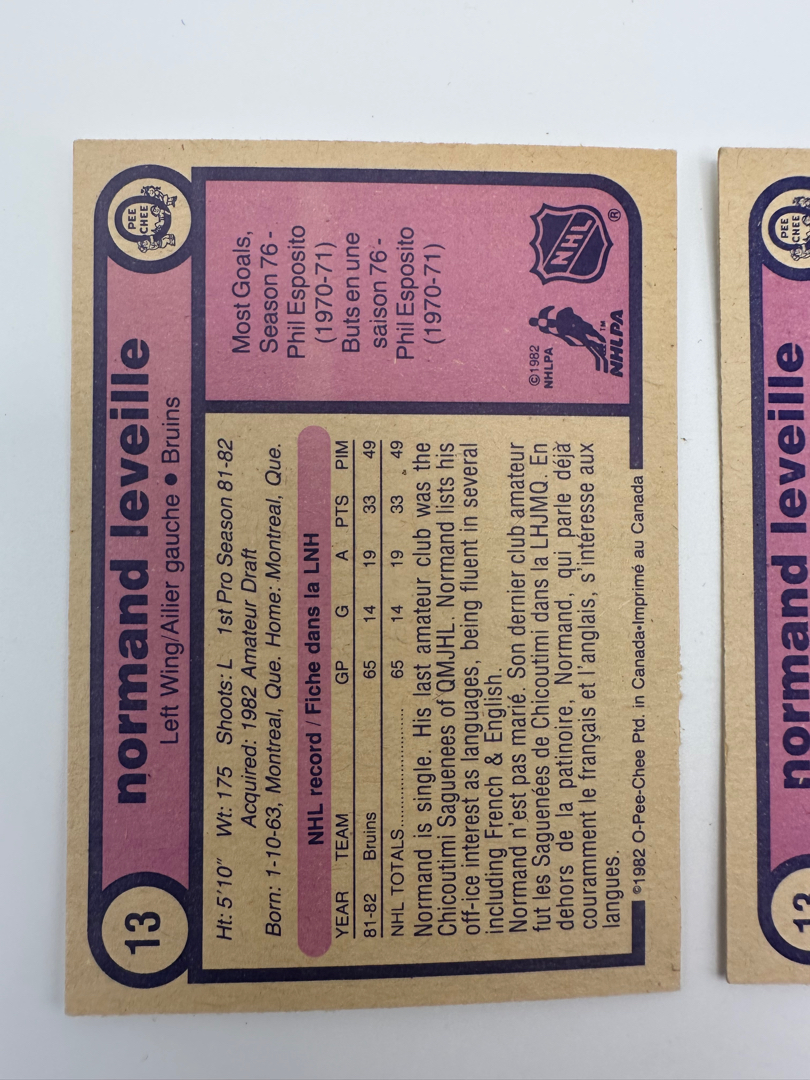 13
normand leveille
PEE
CHEE
Left Wing/Ailier gauche • Bruins
Ht: 5'10" Wt: 175 Shoots: L 1st Pro Season 81-82
Acquired: 1982 Amateur Draft
Born: 1-10-63, Montreal, Que. Home: Montreal, Que.
NHL record / Fiche dans la LNH
YEAR TEAM GP G A PTS PIM
81-82 Bruins 65 14 19 33 49
NHL TOTALS 65 14 19 33 49
Normand is single. His last amateur club was the
Chicoutimi Saguenees of QMJHL. Normand lists his
off-ice interest as languages, being fluent in several
including French & English.
Normand n'est pas marié. Son dernier club amateur
fut les Saguenées de Chicoutimi dans la LHJMQ. En
dehors de la patinoire, Normand, qui parle déjà
couramment le français et l'anglais, s'intéresse aux
langues.
©1982 O-Pee-Chee Ptd. in Canada•Imprimé au Canada
Most Goals,
Season 76 -
Phil Esposito
(1970-71)
Buts en une
saison 76 -
Phil Esposito
(1970-71)
©1982
NHLPA
™
NHLPA
NHL
®
13
normand leveille
PEE
CHEE